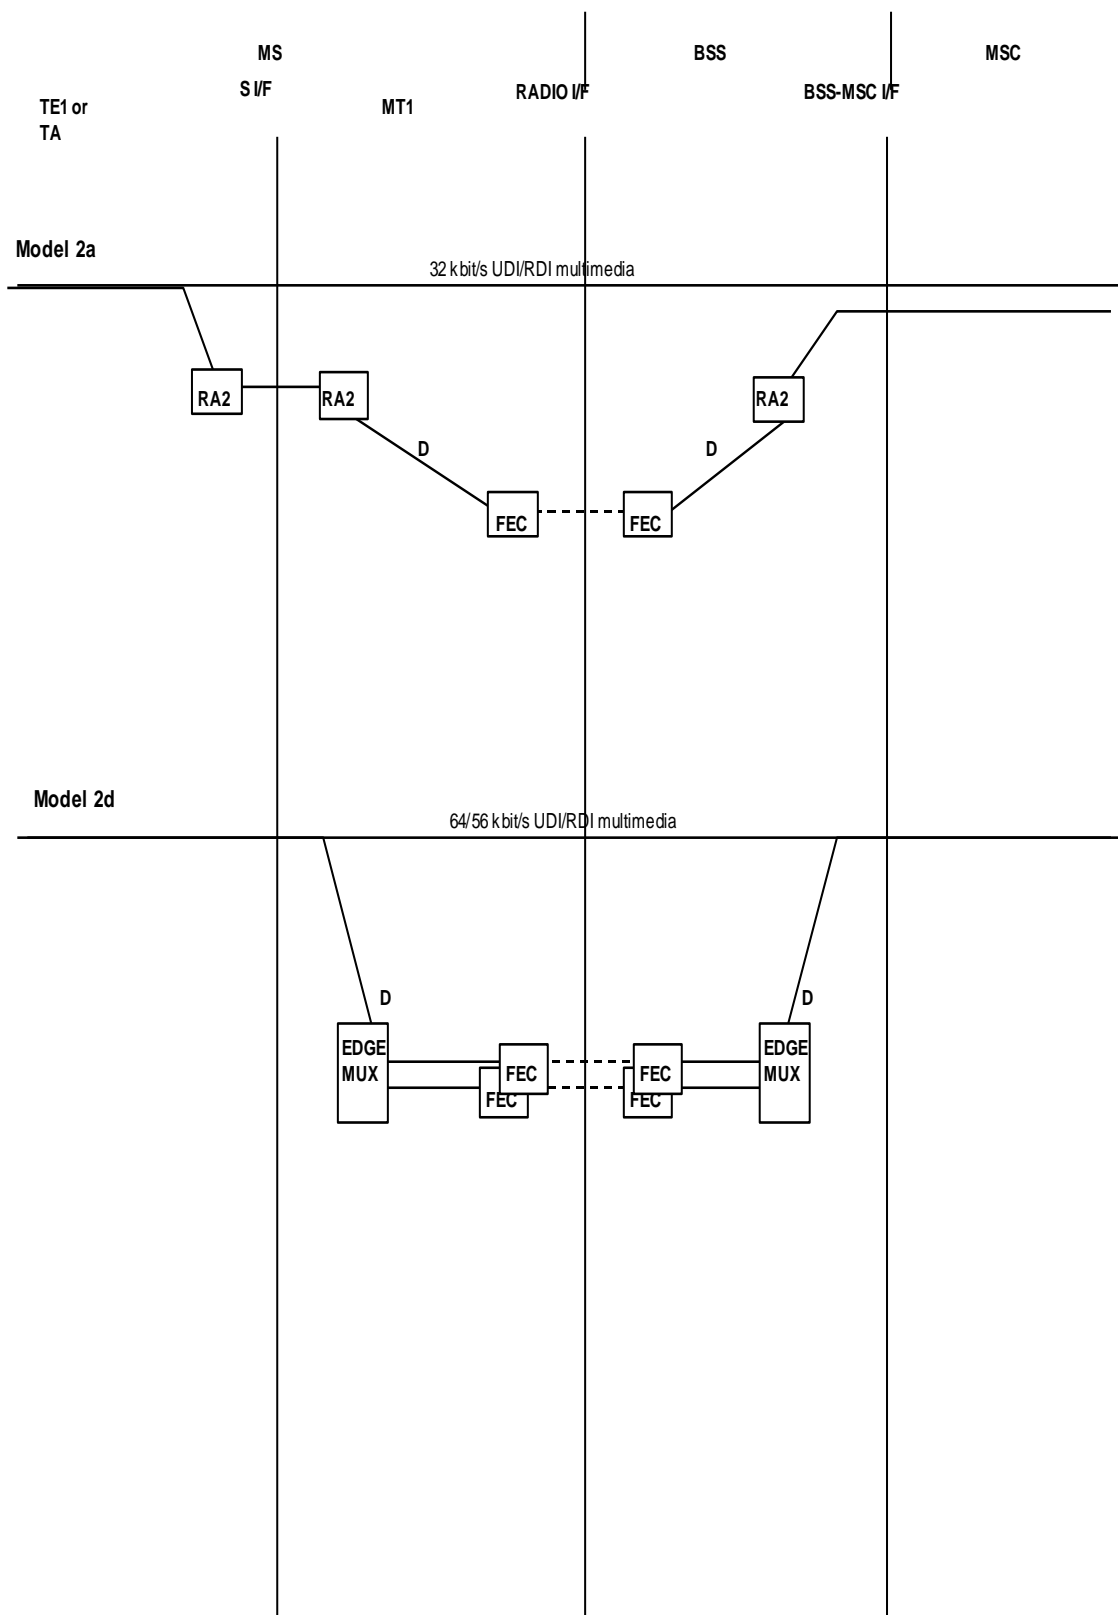 MS
BSS
MSC
S I/F
RADIO I/F
BSS-MSC I/F
TE1 or
TA
MT1
Model 2a
32 kbit/s UDI/RDI multimedia
RA2
RA2
RA2
D
D
FEC
FEC
Model 2d
64/56 kbit/s UDI/RDI multimedia
D
D
EDGE
MUX
FEC
FEC
FEC
FEC
EDGE
MUX